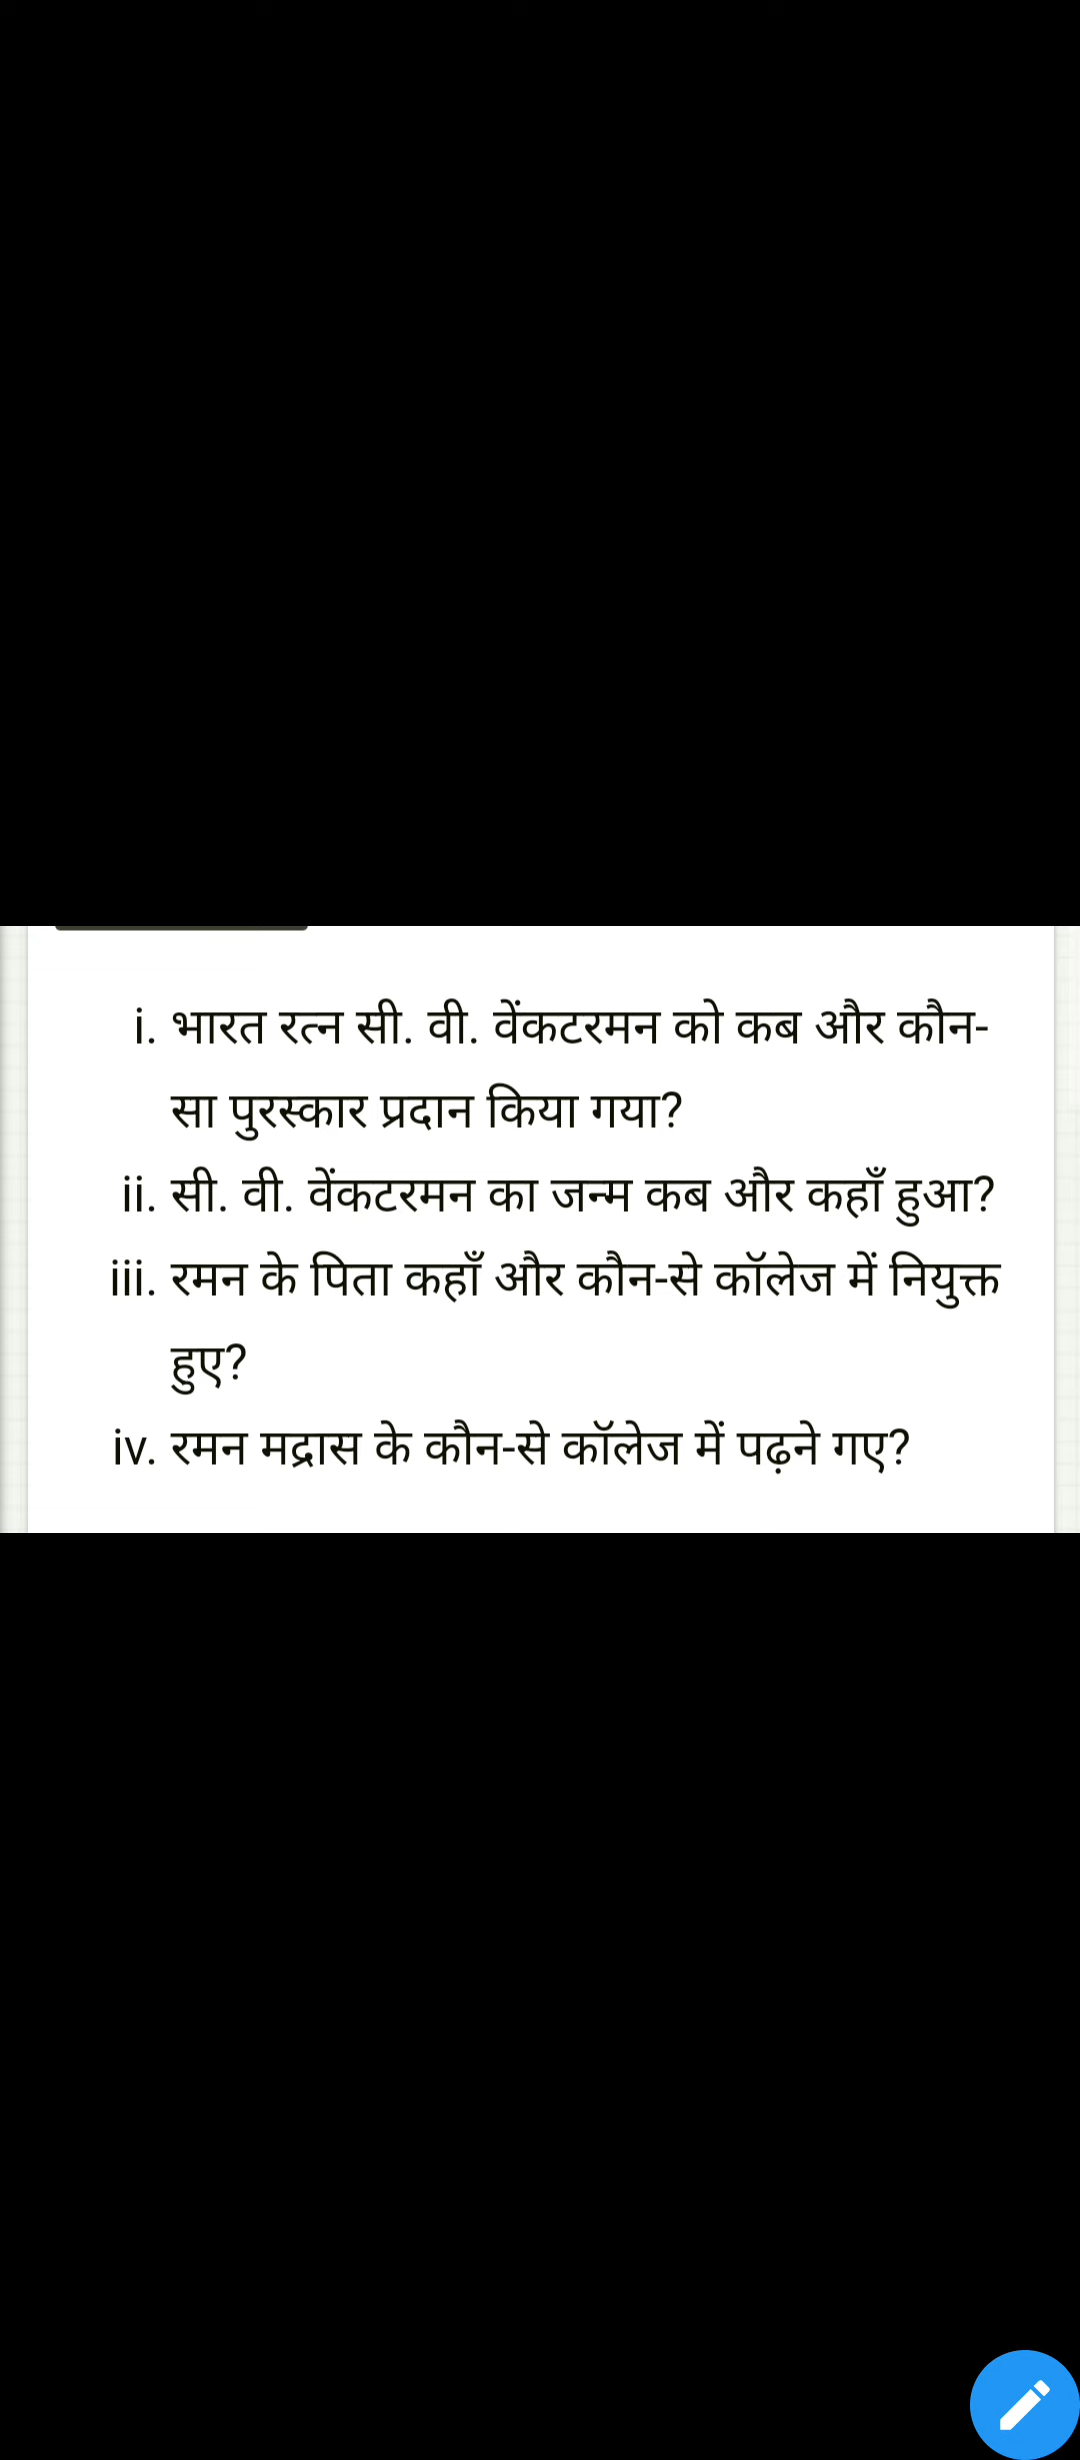 i. भारत रत्न सी. वी. वेंकटरमन को कब और कौन-
सा पुरस्कार प्रदान किया गया?
ii. सी. वी. वेंकटरमन का जन्म कब और कहाँ हुआ?
iii. रमन के पिता कहाँ और कौन-से कॉलेज में नियुक्त
हुए?
iv. रमन मद्रास के कौन-से कॉलेज में पढ़ने गए?